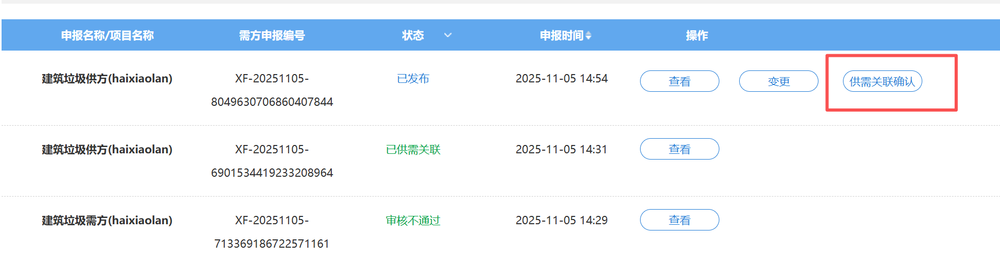 申报名称/项目名称 需方申报编号 状态 申报时间 操作
建筑垃圾供方(haixiaolan) XF-20251105- 已发布 2025-11-05 14:54 查看 变更 供需关联确认
8049630706860407844
建筑垃圾供方(haixiaolan) XF-20251105- 已供需关联 2025-11-05 14:31 查看
6901534419233208964
建筑垃圾需方(haixiaolan) XF-20251105- 审核不通过 2025-11-05 14:29 查看
713369186722571161